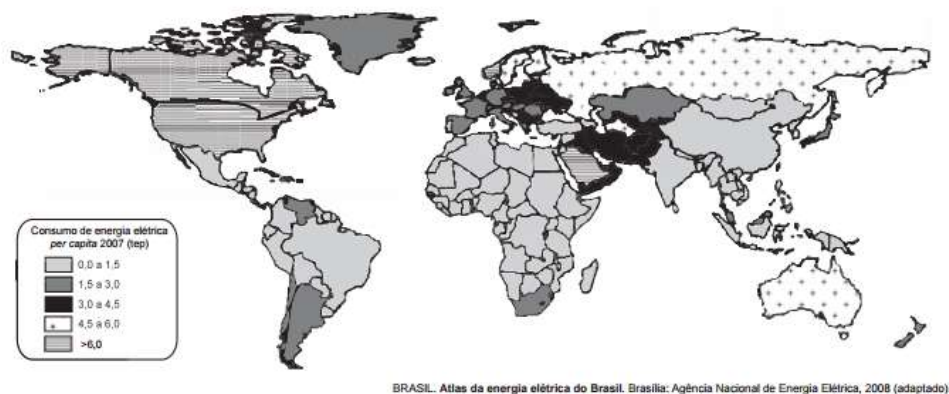 Consumo de energia elétrica
per capita 2007 (tep)
0,0 a 1,5
1,5 a 3,0
3,0 a 4,5
4,5 a 6,0
>6,0
BRASIL. Atlas da energia elétrica do Brasil. Brasília: Agência Nacional de Energia Elétrica, 2008 (adaptado)